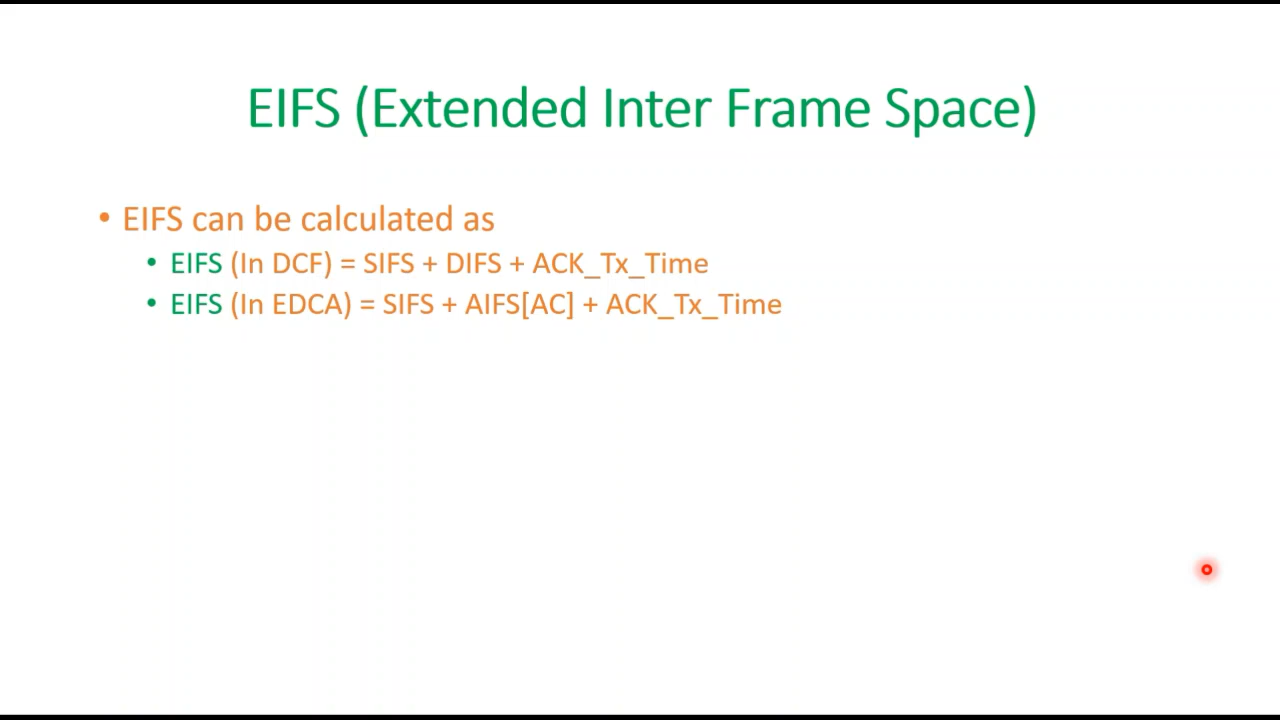 EIFS (Extended Inter Frame Space)
• EIFS can be calculated as
• EIFS (In DCF) = SIFS + DIFS + ACK_Tx_Time
• EIFS (In EDCA) = SIFS + AIFS[AC] + ACK_Tx_Time